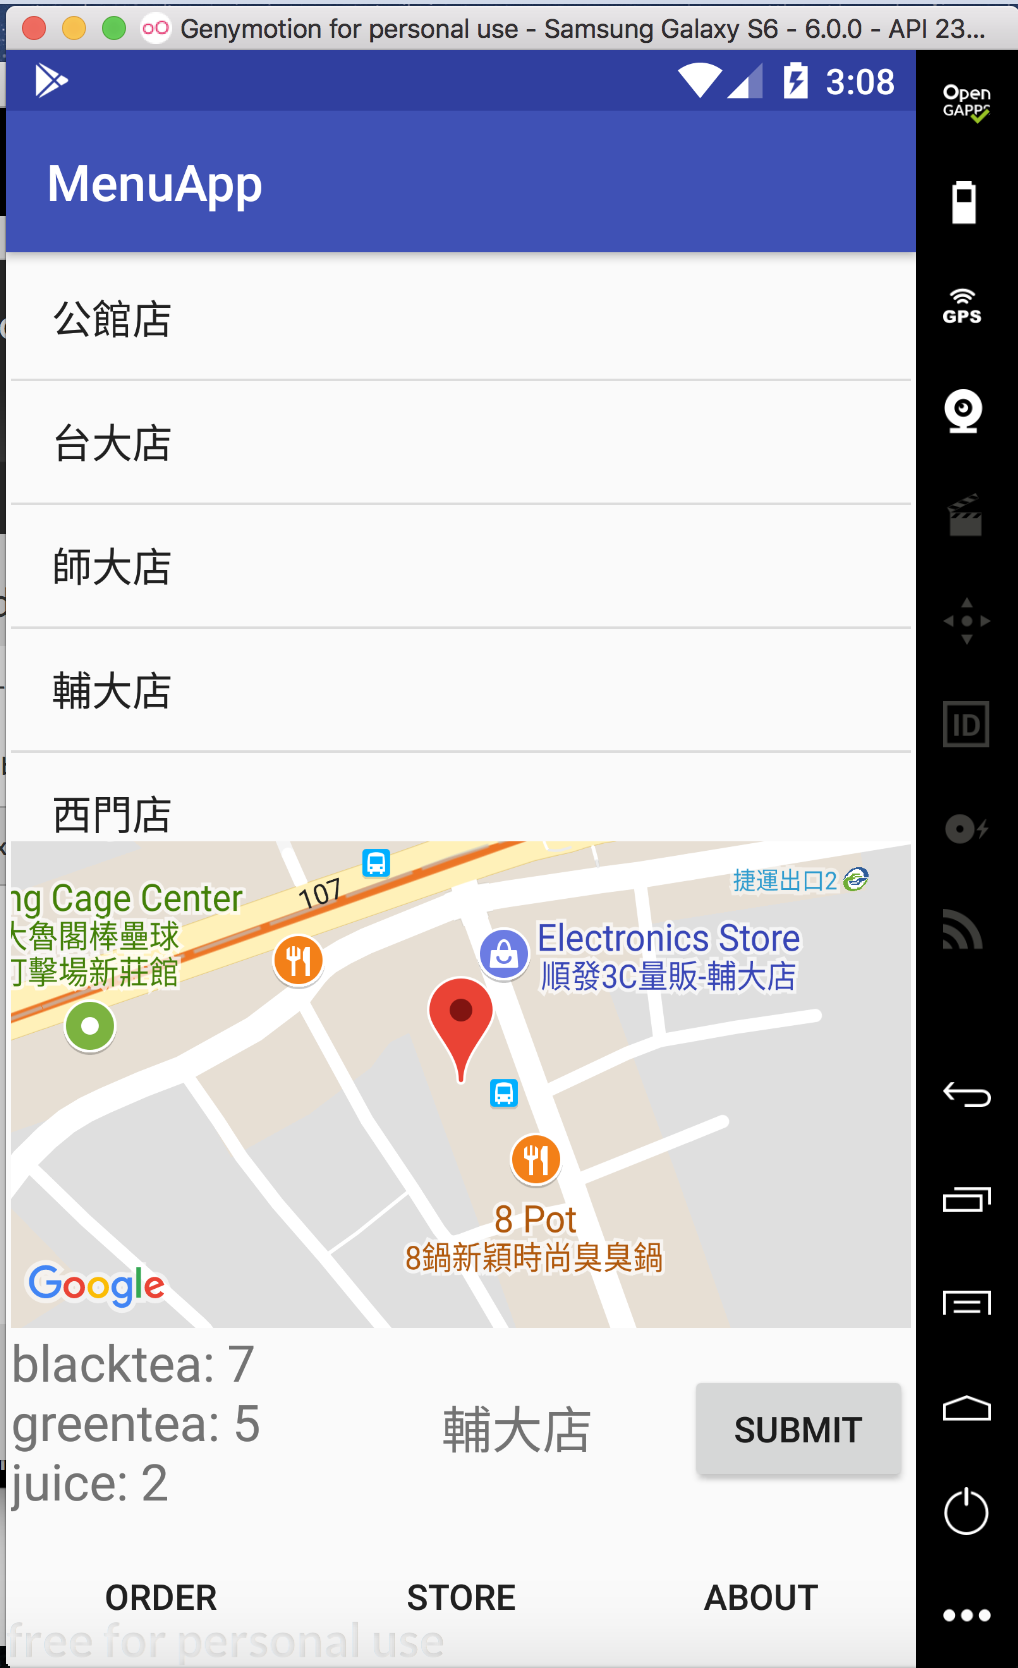 Genymotion for personal use - Samsung Galaxy S6 - 6.0.0 - API 23...
3:08
Open
GAPPS
MenuApp
公館店
GPS
台大店
師大店
輔大店
ID
西門店
107
捷運出口2
ng Cage Center
大魯閣棒壘球
打擊場新莊館
Electronics Store
順發3C量販-輔大店
8 Pot
8鍋新穎時尚臭臭鍋
Google
blacktea: 7
greentea: 5
juice: 2
輔大店
SUBMIT
ORDER
STORE
ABOUT
free for personal use